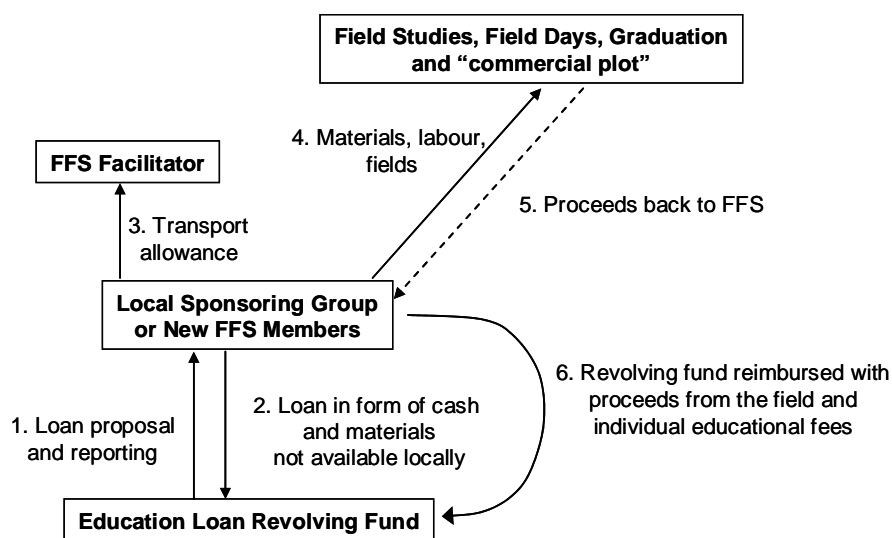 Field Studies, Field Days, Graduation
and “commercial plot”
4. Materials, labour,
fields
FFS Facilitator
5. Proceeds back to FFS
3. Transport
allowance
Local Sponsoring Group
or New FFS Members
6. Revolving fund reimbursed with
proceeds from the field and
individual educational fees
2. Loan in form of cash
and materials
not available locally
1. Loan proposal
and reporting
Education Loan Revolving Fund